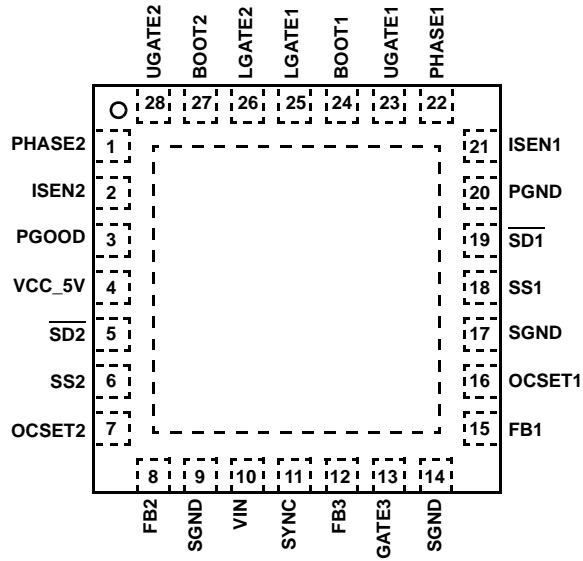 UGATE2
BOOT2
LGATE2
LGATE1
BOOT1
UGATE1
PHASE1
28 27 26 25 24 23 22
PHASE2 1
ISEN2 2
PGOOD 3
VCC_5V 4
SD2 5
SS2 6
OCSET2 7
21 ISEN1
20 PGND
19 SD1
18 SS1
17 SGND
16 OCSET1
15 FB1
8 9 10 11 12 13 14
FB2
SGND
VIN
SYNC
FB3
GATE3
SGND